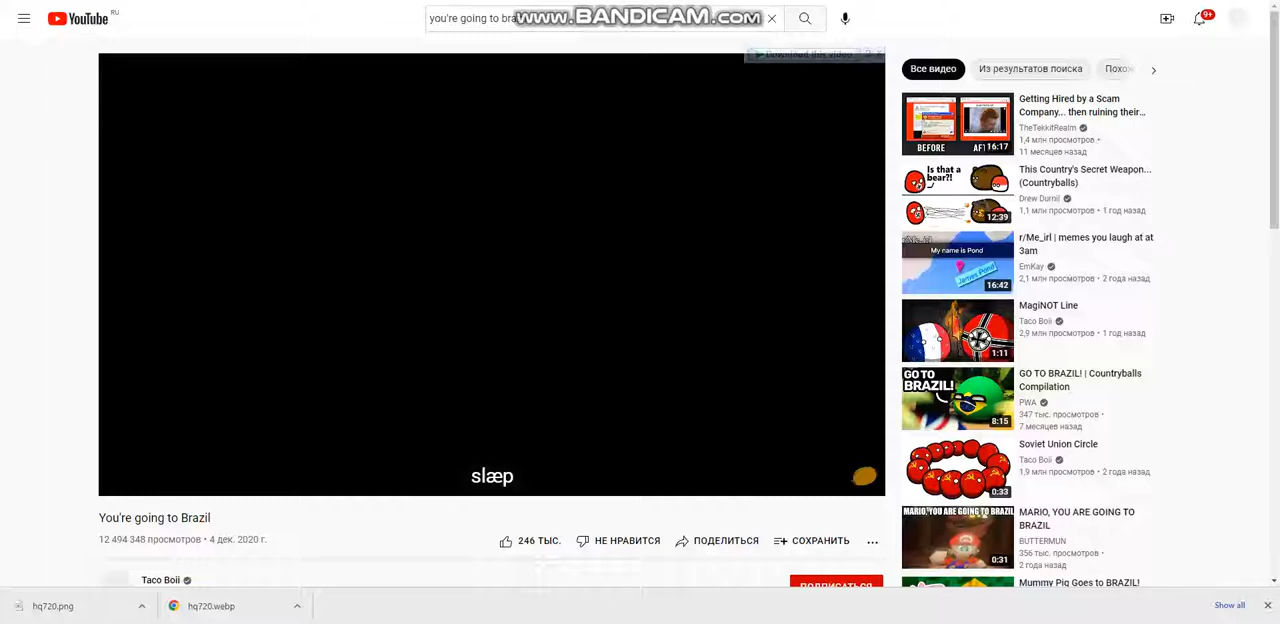 YouTube RU
you're going to bra
www.BANDICAM.com
9+
Download this video
slæp
You're going to Brazil
12 494 348 просмотров • 4 дек. 2020 г.
246 ТЫС.
НЕ НРАВИТСЯ
ПОДЕЛИТЬСЯ
СОХРАНИТЬ
Taco Boii
ПОДПИСАТЬСЯ
Все видео
Из результатов поиска
Похож
BEFORE
16:17
Getting Hired by a Scam
Company... then ruining their...
TheTekkitRealm
1,4 млн просмотров •
11 месяцев назад
Is that a
bear?!
12:39
This Country's Secret Weapon...
(Countryballs)
Drew Durnil
1,1 млн просмотров • 1 год назад
My name is Pond
James Pond
16:42
r/Me_irl | memes you laugh at at
3am
EmKay
2,1 млн просмотров • 2 года назад
1:11
MagiNOT Line
Taco Boii
2,9 млн просмотров • 1 год назад
GO TO
BRAZIL!
8:15
GO TO BRAZIL! | Countryballs
Compilation
PWA
347 тыс. просмотров •
7 месяцев назад
0:33
Soviet Union Circle
Taco Boii
1,9 млн просмотров • 2 года назад
MARIO, YOU ARE GOING TO BRAZIL
0:31
MARIO, YOU ARE GOING TO
BRAZIL
BUTTERMUN
356 тыс. просмотров •
2 года назад
Mummy Pig Goes to BRAZIL!
hq720.png
hq720.webp
Show all